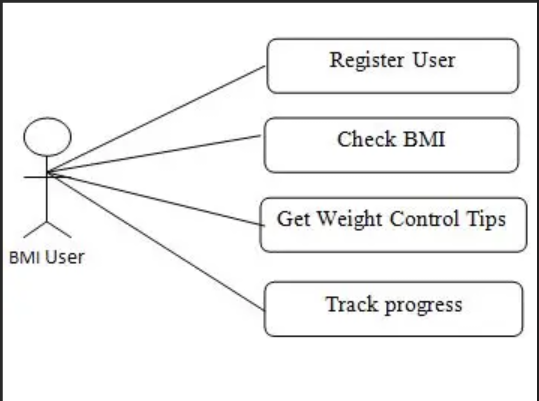 Register User
Check BMI
Get Weight Control Tips
BMI User
Track progress